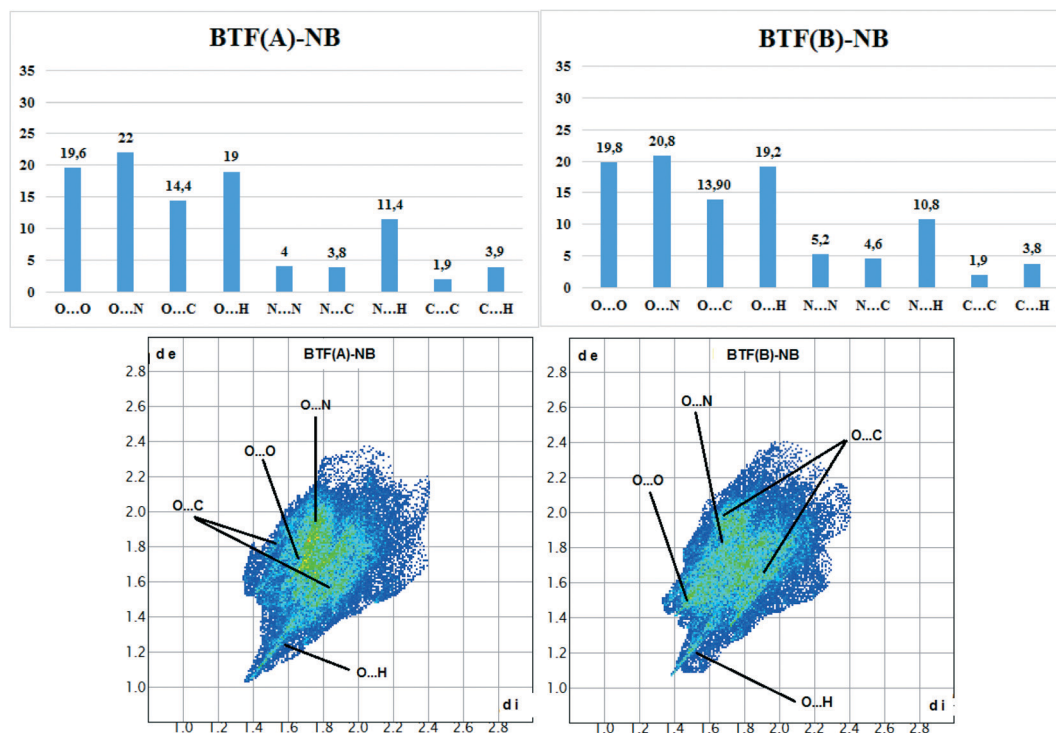 BTF(A)-NB
35
30
25
20
15
10
5
0
19,6
22
14,4
19
4
3,8
11,4
1,9
3,9
O...O O...N O...C O...H N...N N...C N...H C...C C...H
BTF(B)-NB
35
30
25
20
15
10
5
0
19,8
20,8
13,90
19,2
5,2
4,6
10,8
1,9
3,8
O...O O...N O...C O...H N...N N...C N...H C...C C...H
d e
BTF(A)-NB
2.8
2.6
2.4
2.2
2.0
1.8
1.6
1.4
1.2
1.0
O...N
O...O
O...C
O...H
d i
1.0 1.2 1.4 1.6 1.8 2.0 2.2 2.4 2.6 2.8
d e
BTF(B)-NB
2.8
2.6
2.4
2.2
2.0
1.8
1.6
1.4
1.2
1.0
O...N
O...C
O...O
O...H
d i
1.0 1.2 1.4 1.6 1.8 2.0 2.2 2.4 2.6 2.8